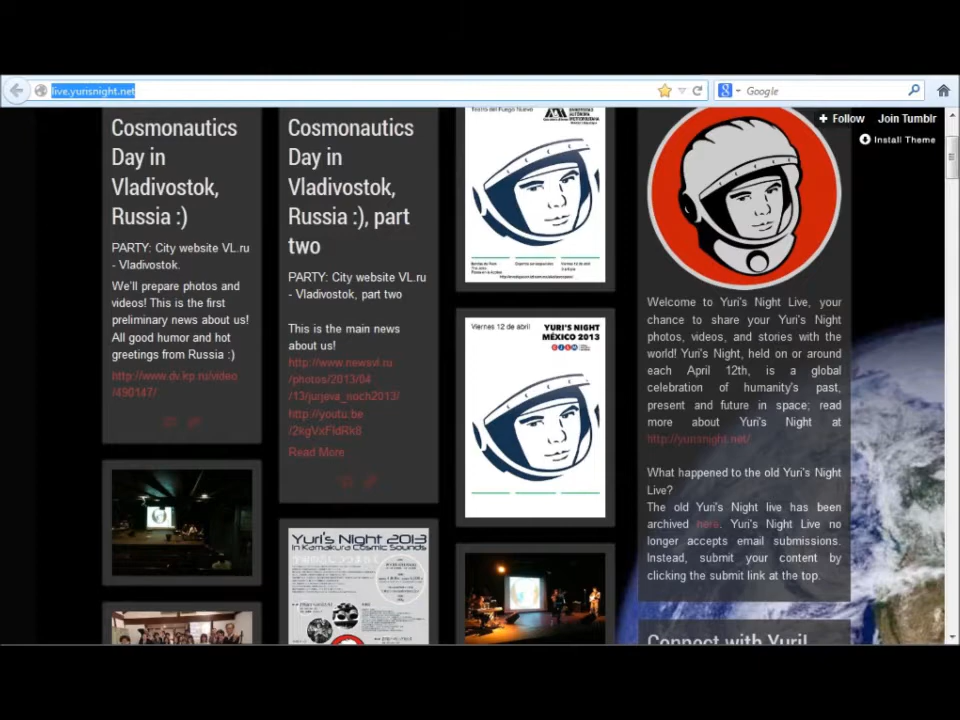 live.yurisnight.net
Google
Follow
Join Tumblr
Install Theme
Cosmonautics
Day in
Vladivostok,
Russia :)
PARTY: City website VL.ru
- Vladivostok.
We'll prepare photos and
videos! This is the first
preliminary news about us!
All good humor and hot
greetings from Russia :)
http://www.dv.kp.ru/video
/490147/
Cosmonautics
Day in
Vladivostok,
Russia :), part
two
PARTY: City website VL.ru
- Vladivostok, part two
This is the main news
about us!
http://www.newsvl.ru
/photos/2013/04
/13/jurjeva_noch2013/
http://youtu.be
/2kgVxFldRk8
Read More
Yuri's Night 2013
In Kamakura Cosmic Sounds
Teatro del Fuego Nuevo
Viernes 12 de abril
YURI'S NIGHT
MÉXICO 2013
Welcome to Yuri's Night Live, your
chance to share your Yuri's Night
photos, videos, and stories with the
world! Yuri's Night, held on or around
each April 12th, is a global
celebration of humanity's past,
present and future in space; read
more about Yuri's Night at
http://yurisnight.net/
What happened to the old Yuri's Night
Live?
The old Yuri's Night live has been
archived here. Yuri's Night Live no
longer accepts email submissions.
Instead, submit your content by
clicking the submit link at the top.
Connect with Yuri!